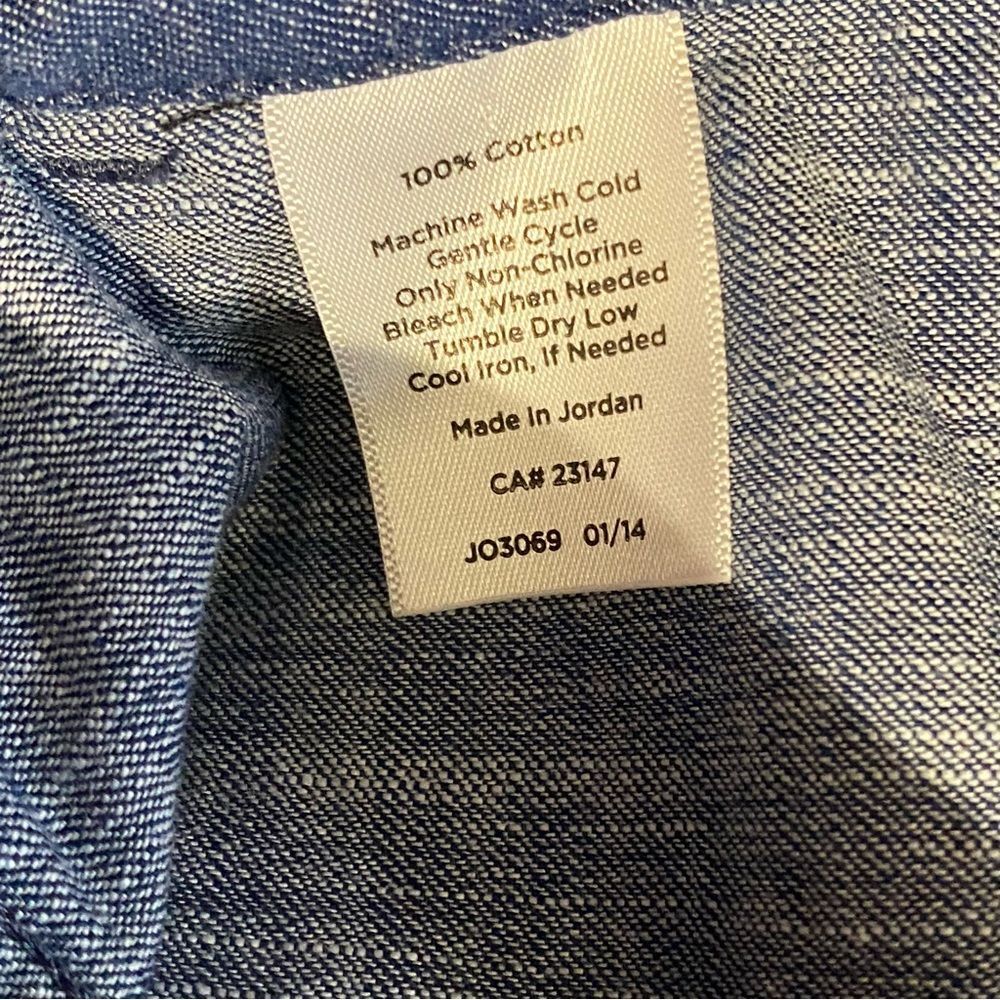 100% Cotton
Machine Wash Cold
Gentle Cycle
Only Non-Chlorine
Bleach When Needed
Tumble Dry Low
Cool Iron, If Needed
Made In Jordan
CA# 23147
JO3069 01/14